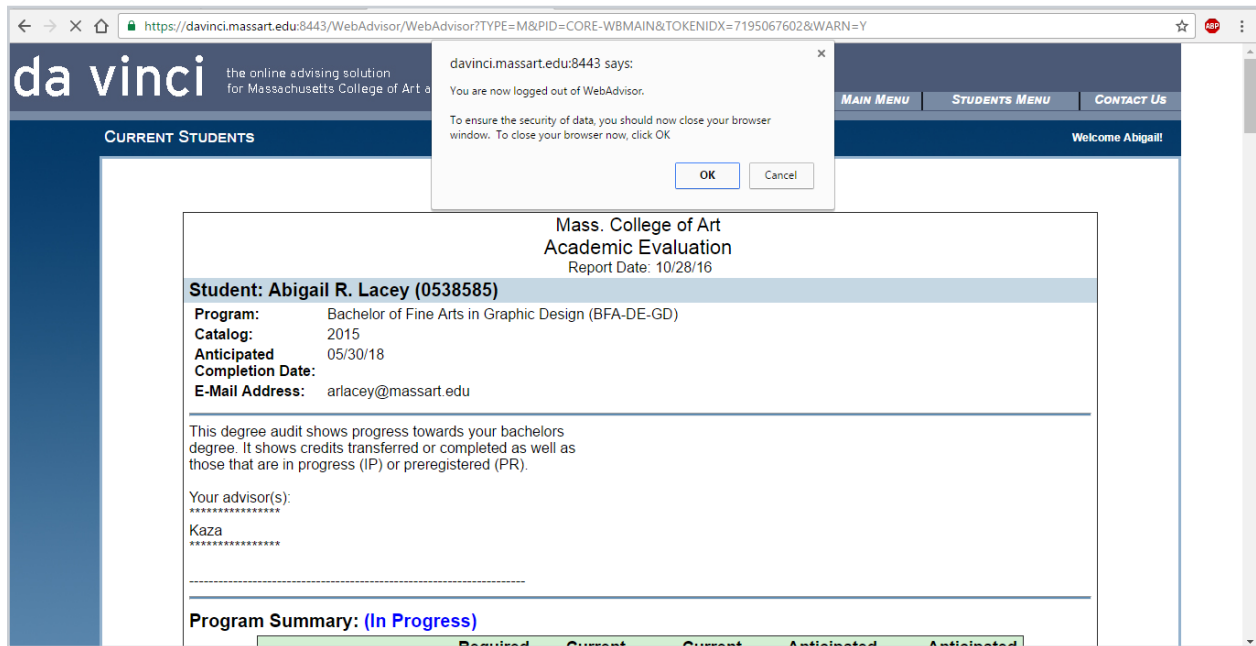 https://davinci.massart.edu:8443/WebAdvisor/WebAdvisor?TYPE=M&PID=CORE-WBMAIN&TOKENIDX=7195067602&WARN=Y
ABP
da vinci
the online advising solution
for Massachusetts College of Art a
davinci.massart.edu:8443 says:
You are now logged out of WebAdvisor.
To ensure the security of data, you should now close your browser
window. To close your browser now, click OK
OK Cancel
MAIN MENU STUDENTS MENU CONTACT US
CURRENT STUDENTS Welcome Abigail!
Mass. College of Art
Academic Evaluation
Report Date: 10/28/16
Student: Abigail R. Lacey (0538585)
Program: Bachelor of Fine Arts in Graphic Design (BFA-DE-GD)
Catalog: 2015
Anticipated 05/30/18
Completion Date:
E-Mail Address: arlacey@massart.edu
This degree audit shows progress towards your bachelors
degree. It shows credits transferred or completed as well as
those that are in progress (IP) or preregistered (PR).
Your advisor(s):
****************
Kaza
****************
----------------------------------------------------------------------
Program Summary: (In Progress)
Required Current Current Anticipated Anticipated